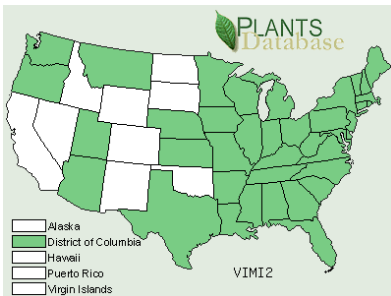 PLANTS
Database
Alaska
District of Columbia
Hawaii
Puerto Rico
Virgin Islands
VIMI2